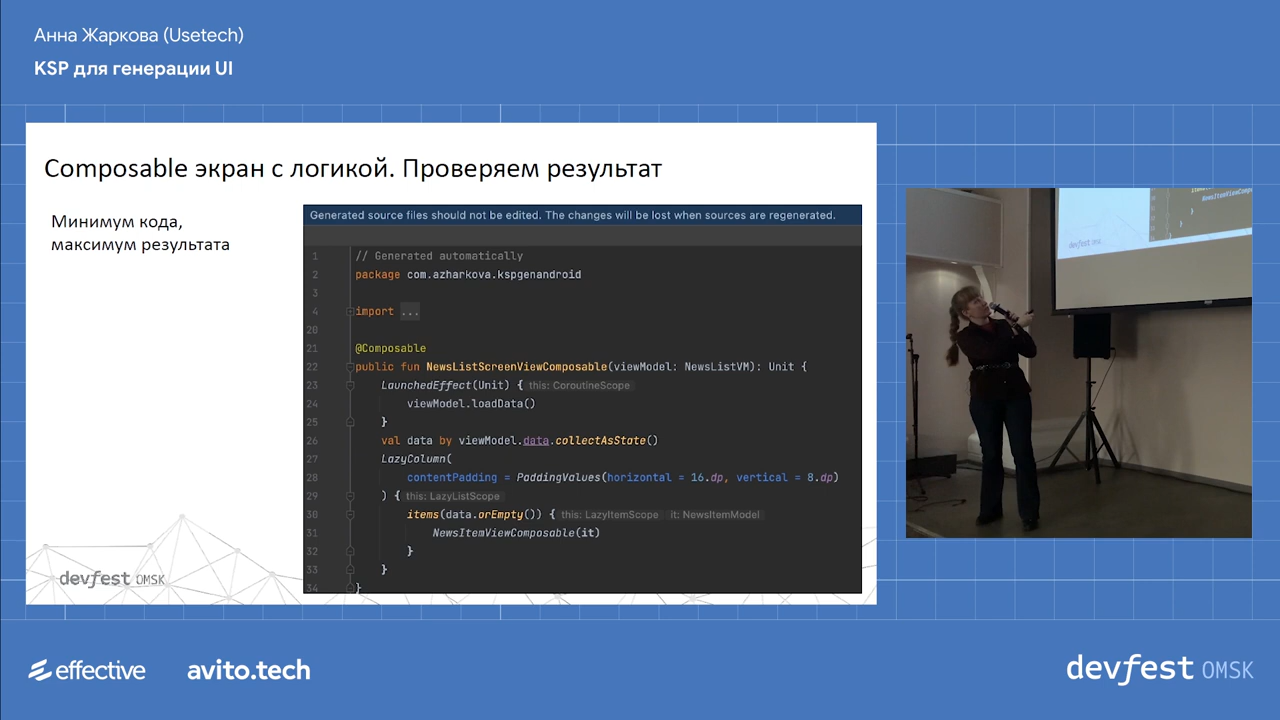 Анна Жаркова (Usetech)
KSP для генерации UI
Composable экран с логикой. Проверяем результат
Минимум кода,
максимум результата
Generated source files should not be edited. The changes will be lost when sources are regenerated.
1 // Generated automatically
2 package com.azharkova.kspgenandroid
3
4 import ...
20
21 @Composable
22 public fun NewsListScreenViewComposable(viewModel: NewsListVM): Unit {
23 LaunchedEffect(Unit) { this: CoroutineScope
24 viewModel.loadData()
25 }
26 val data by viewModel.data.collectAsState()
27 LazyColumn(
28 contentPadding = PaddingValues(horizontal = 16.dp, vertical = 8.dp)
29 ) { this: LazyListScope
30 items(data.orEmpty()) { this: LazyItemScope it: NewsItemModel
31 NewsItemViewComposable(it)
32 }
33 }
34 }
devfest OMSK
effective
avito.tech
devfest OMSK